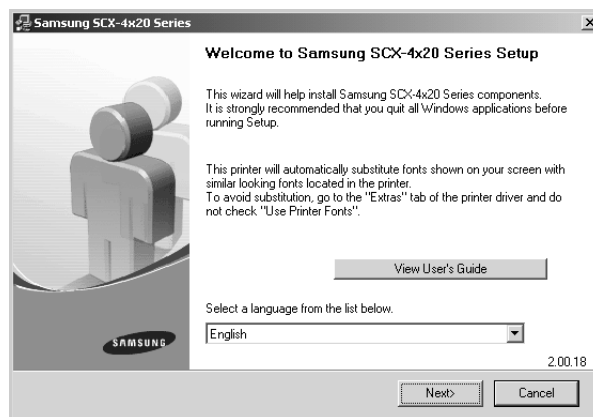 Samsung SCX-4x20 Series
Welcome to Samsung SCX-4x20 Series Setup
This wizard will help install Samsung SCX-4x20 Series components.
It is strongly recommended that you quit all Windows applications before
running Setup.
This printer will automatically substitute fonts shown on your screen with
similar looking fonts located in the printer.
To avoid substitution, go to the "Extras" tab of the printer driver and do
not check "Use Printer Fonts".
View User's Guide
Select a language from the list below.
English
SAMSUNG
2.00.18
Next>
Cancel